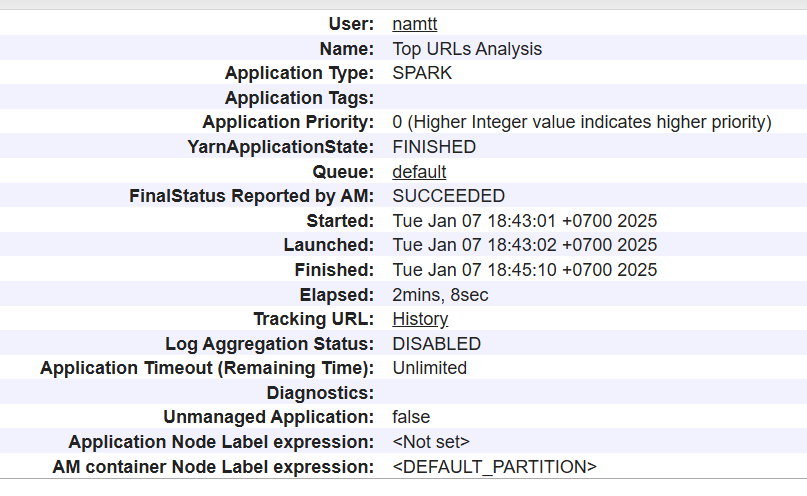 User: namtt
Name: Top URLs Analysis
Application Type: SPARK
Application Tags:
Application Priority: 0 (Higher Integer value indicates higher priority)
YarnApplicationState: FINISHED
Queue: default
FinalStatus Reported by AM: SUCCEEDED
Started: Tue Jan 07 18:43:01 +0700 2025
Launched: Tue Jan 07 18:43:02 +0700 2025
Finished: Tue Jan 07 18:45:10 +0700 2025
Elapsed: 2mins, 8sec
Tracking URL: History
Log Aggregation Status: DISABLED
Application Timeout (Remaining Time): Unlimited
Diagnostics:
Unmanaged Application: false
Application Node Label expression: <Not set>
AM container Node Label expression: <DEFAULT_PARTITION>